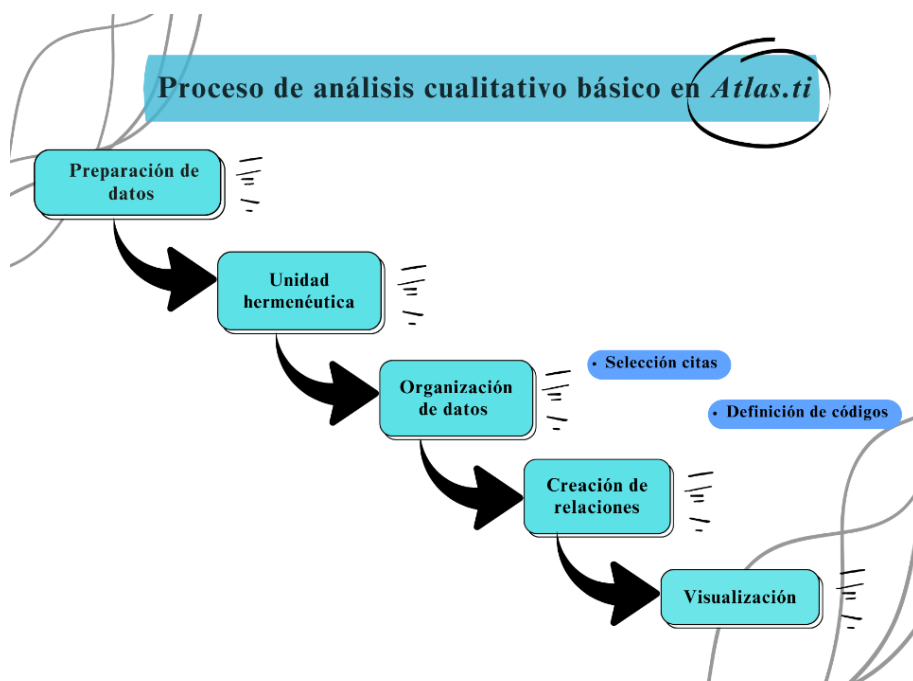 Proceso de análisis cualitativo básico en Atlas.ti
Preparación de
datos
Unidad
hermenéutica
Organización
de datos
• Selección citas
• Definición de códigos
Creación de
relaciones
Visualización